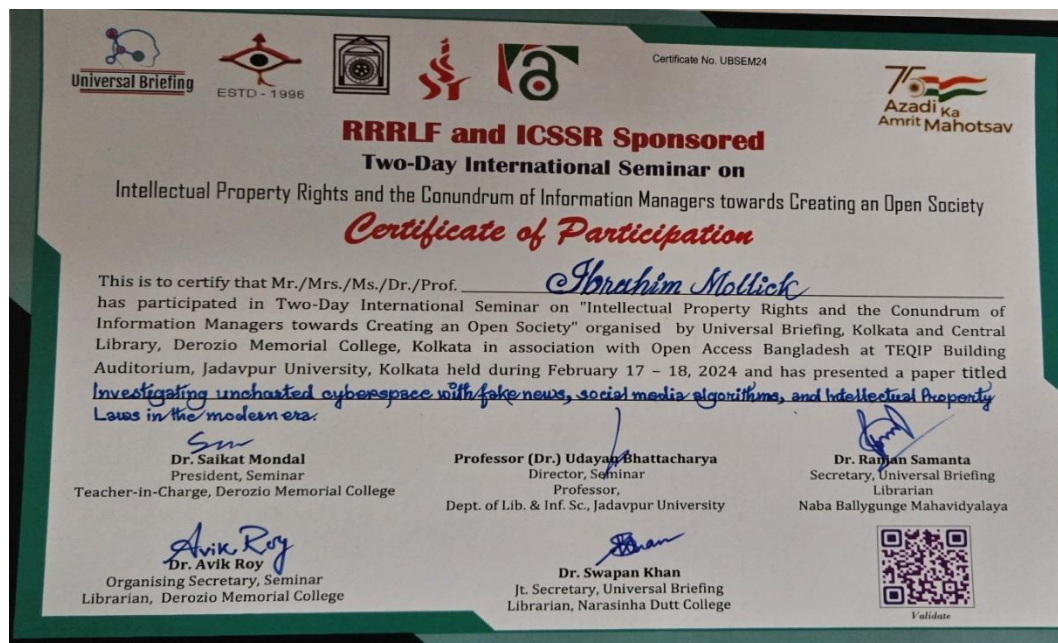 Universal Briefing
ESTD - 1996
Certificate No. UBSEM24
75
Azadi Ka
Amrit Mahotsav
RRRLF and ICSSR Sponsored
Two-Day International Seminar on
Intellectual Property Rights and the Conundrum of Information Managers towards Creating an Open Society
Certificate of Participation
This is to certify that Mr./Mrs./Ms./Dr./Prof. Ibrahim Mollick
has participated in Two-Day International Seminar on "Intellectual Property Rights and the Conundrum of
Information Managers towards Creating an Open Society" organised by Universal Briefing, Kolkata and Central
Library, Derozio Memorial College, Kolkata in association with Open Access Bangladesh at TEQIP Building
Auditorium, Jadavpur University, Kolkata held during February 17 – 18, 2024 and has presented a paper titled
Investigating uncharted cyberspace with fake news, social media algorithms, and Intellectual Property
Laws in the modern era.
Dr. Saikat Mondal
President, Seminar
Teacher-in-Charge, Derozio Memorial College
Professor (Dr.) Udayan Bhattacharya
Director, Seminar
Professor,
Dept. of Lib. & Inf. Sc., Jadavpur University
Dr. Ranjan Samanta
Secretary, Universal Briefing
Librarian
Naba Ballygunge Mahavidyalaya
Avik Roy
Dr. Avik Roy
Organising Secretary, Seminar
Librarian, Derozio Memorial College
Dr. Swapan Khan
Jt. Secretary, Universal Briefing
Librarian, Narasinha Dutt College
Validate